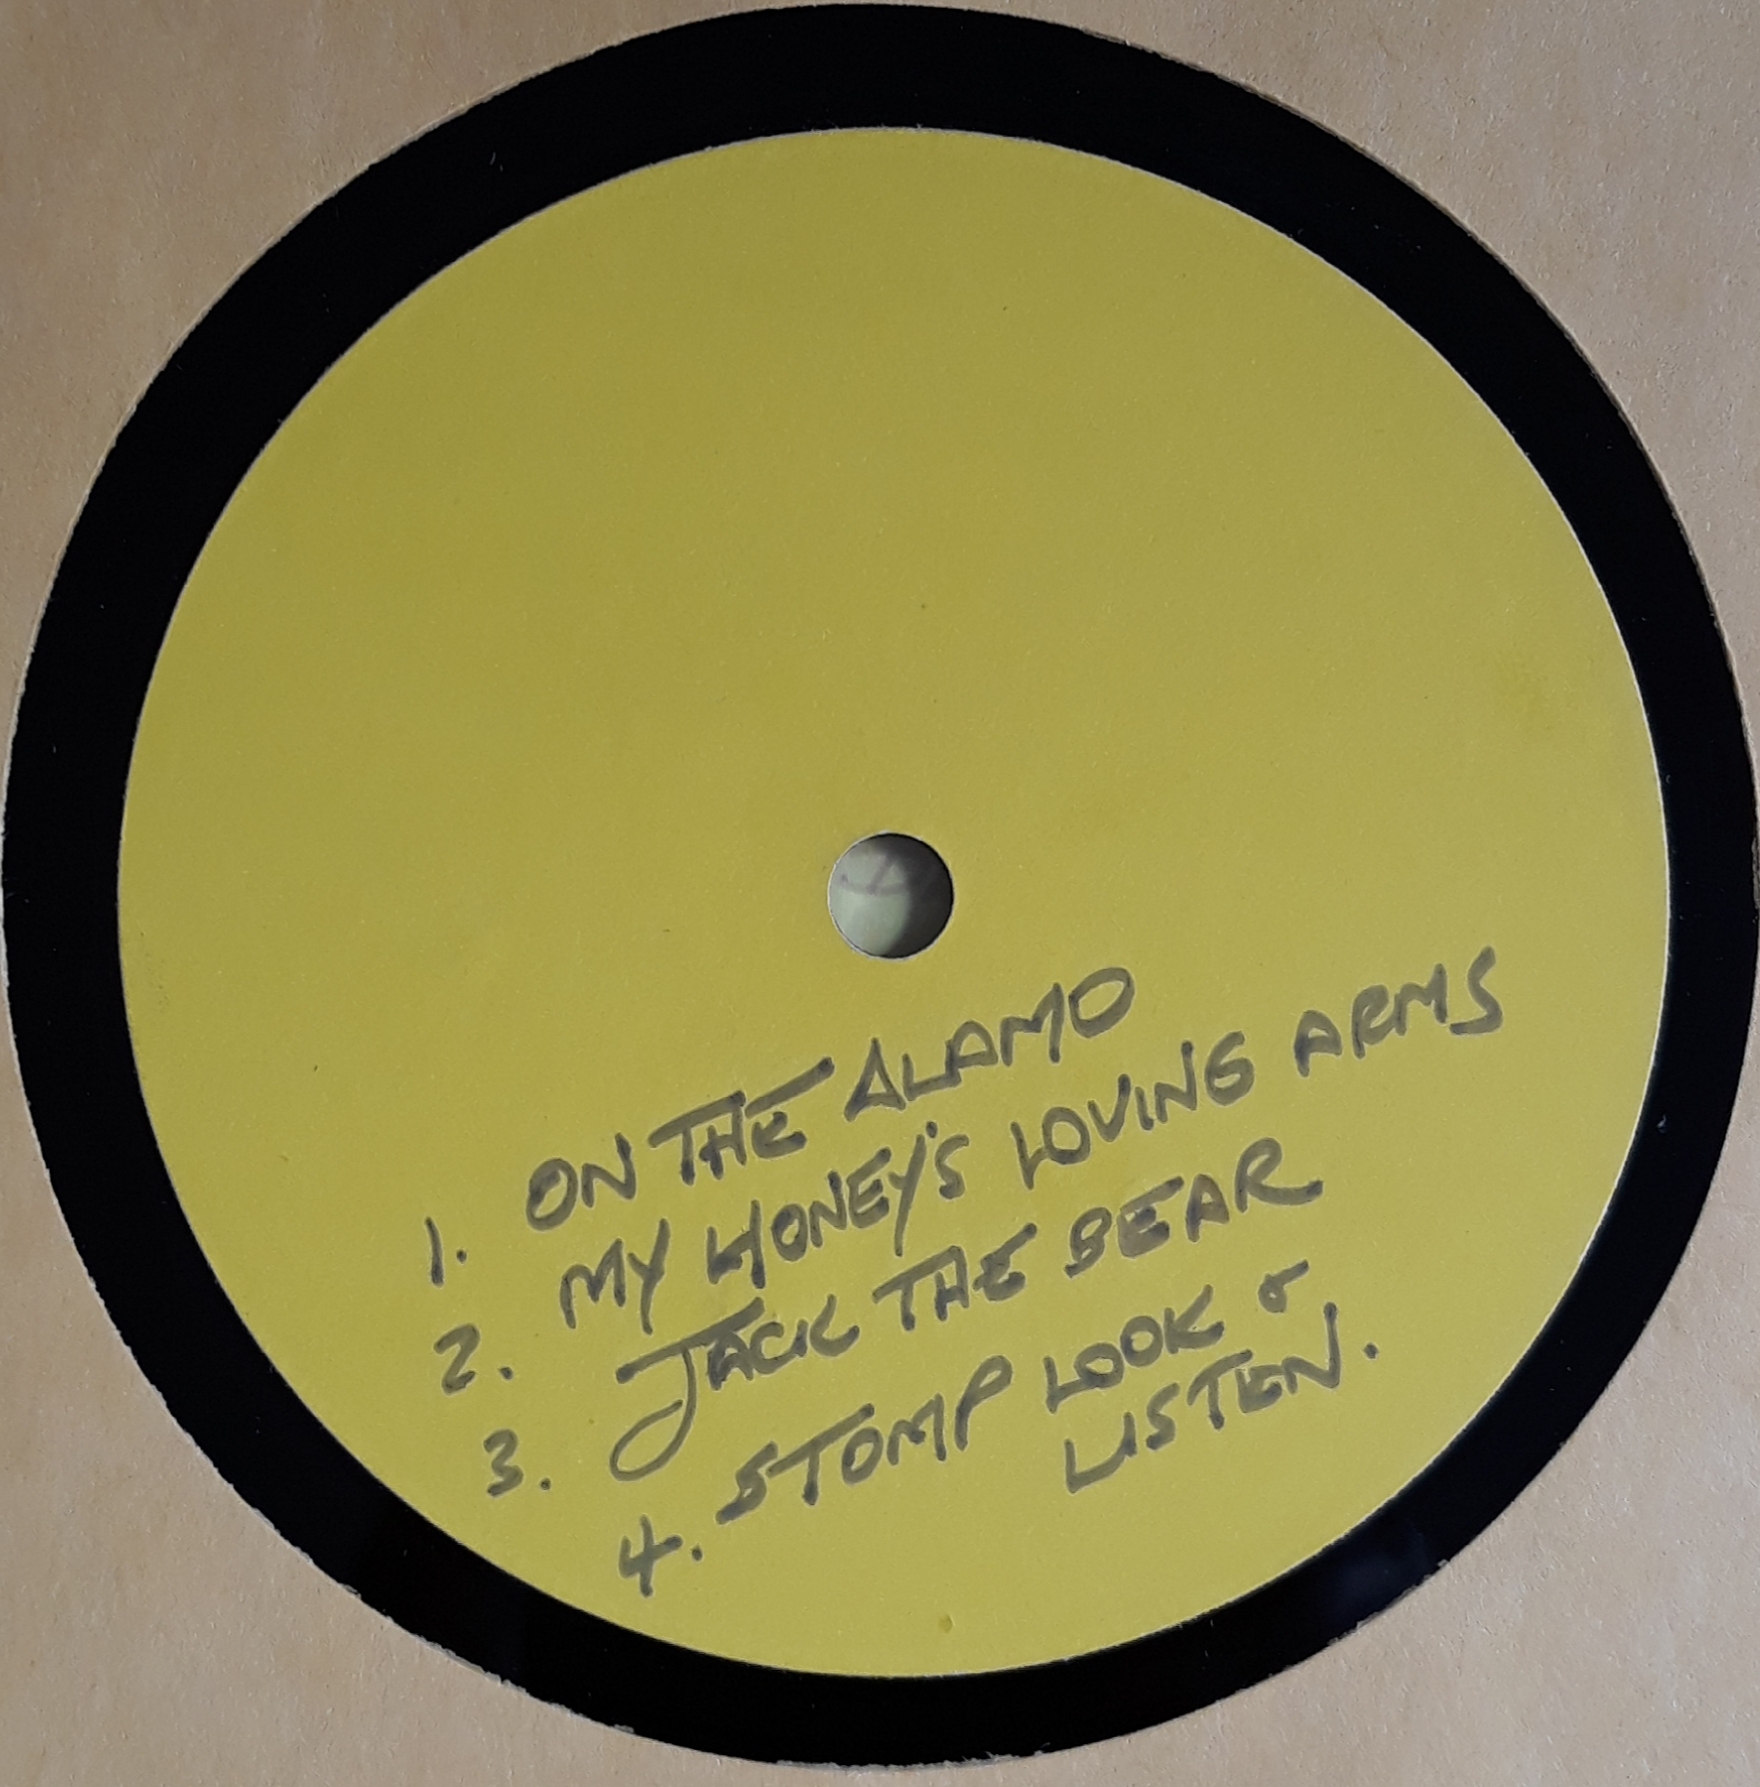 1. ON THE ALAMO
2. MY HONEY'S LOVING ARMS
3. JACK THE BEAR
4. STOMP LOOK &
LISTEN.